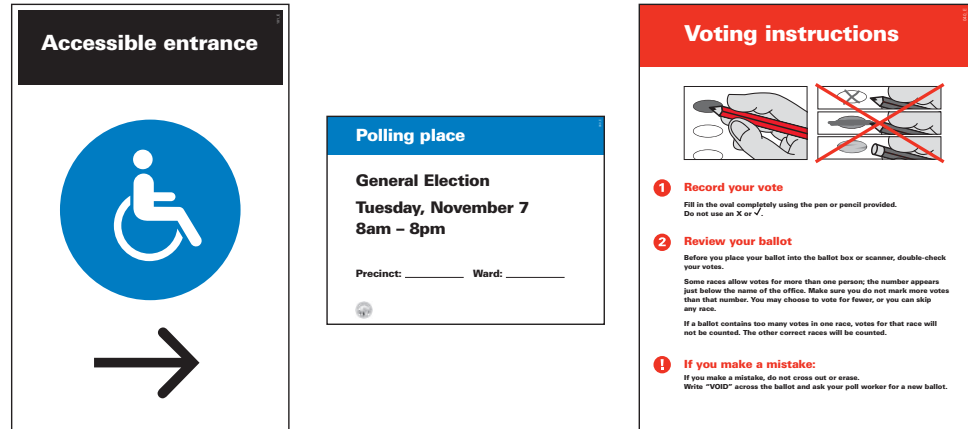 Accessible entrance
Polling place
General Election
Tuesday, November 7
8am – 8pm
Precinct: __________ Ward: __________
Voting instructions
1 Record your vote
Fill in the oval completely using the pen or pencil provided.
Do not use an X or ✓.
2 Review your ballot
Before you place your ballot into the ballot box or scanner, double-check
your votes.
Some races allow votes for more than one person; the number appears
just below the name of the office. Make sure you do not mark more votes
than that number. You may choose to vote for fewer, or you can skip
any race.
If a ballot contains too many votes in one race, votes for that race will
not be counted. The other correct races will be counted.
! If you make a mistake:
If you make a mistake, do not cross out or erase.
Write “VOID” across the ballot and ask your poll worker for a new ballot.